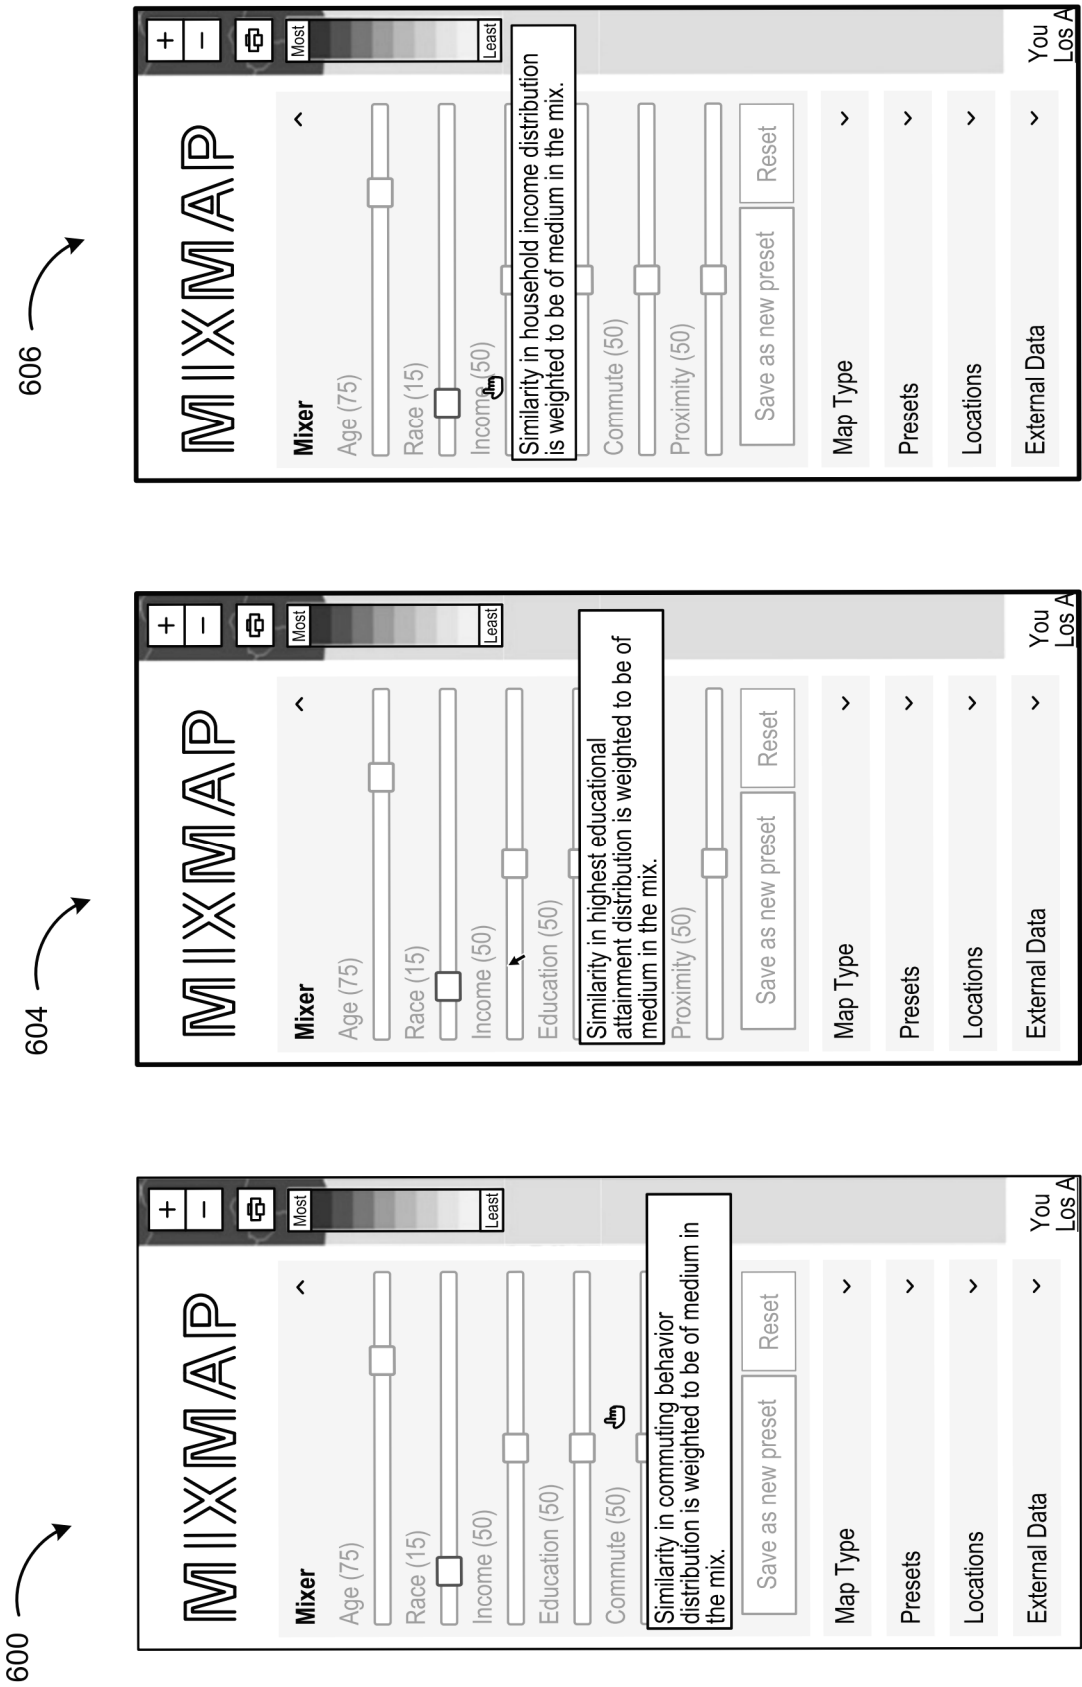 600
MIXMAP
Mixer
Age (75)
Race (15)
Income (50)
Education (50)
Commute (50)
Similarity in commuting behavior
distribution is weighted to be of medium in
the mix.
Save as new preset
Reset
Map Type
Presets
Locations
External Data
+
−
Most
Least
You
Los A
604
MIXMAP
Mixer
Age (75)
Race (15)
Income (50)
Education (50)
Similarity in highest educational
attainment distribution is weighted to be of
medium in the mix.
Proximity (50)
Save as new preset
Reset
Map Type
Presets
Locations
External Data
+
−
Most
Least
You
Los A
606
MIXMAP
Mixer
Age (75)
Race (15)
Income (50)
Similarity in household income distribution
is weighted to be of medium in the mix.
Commute (50)
Proximity (50)
Save as new preset
Reset
Map Type
Presets
Locations
External Data
+
−
Most
Least
You
Los A